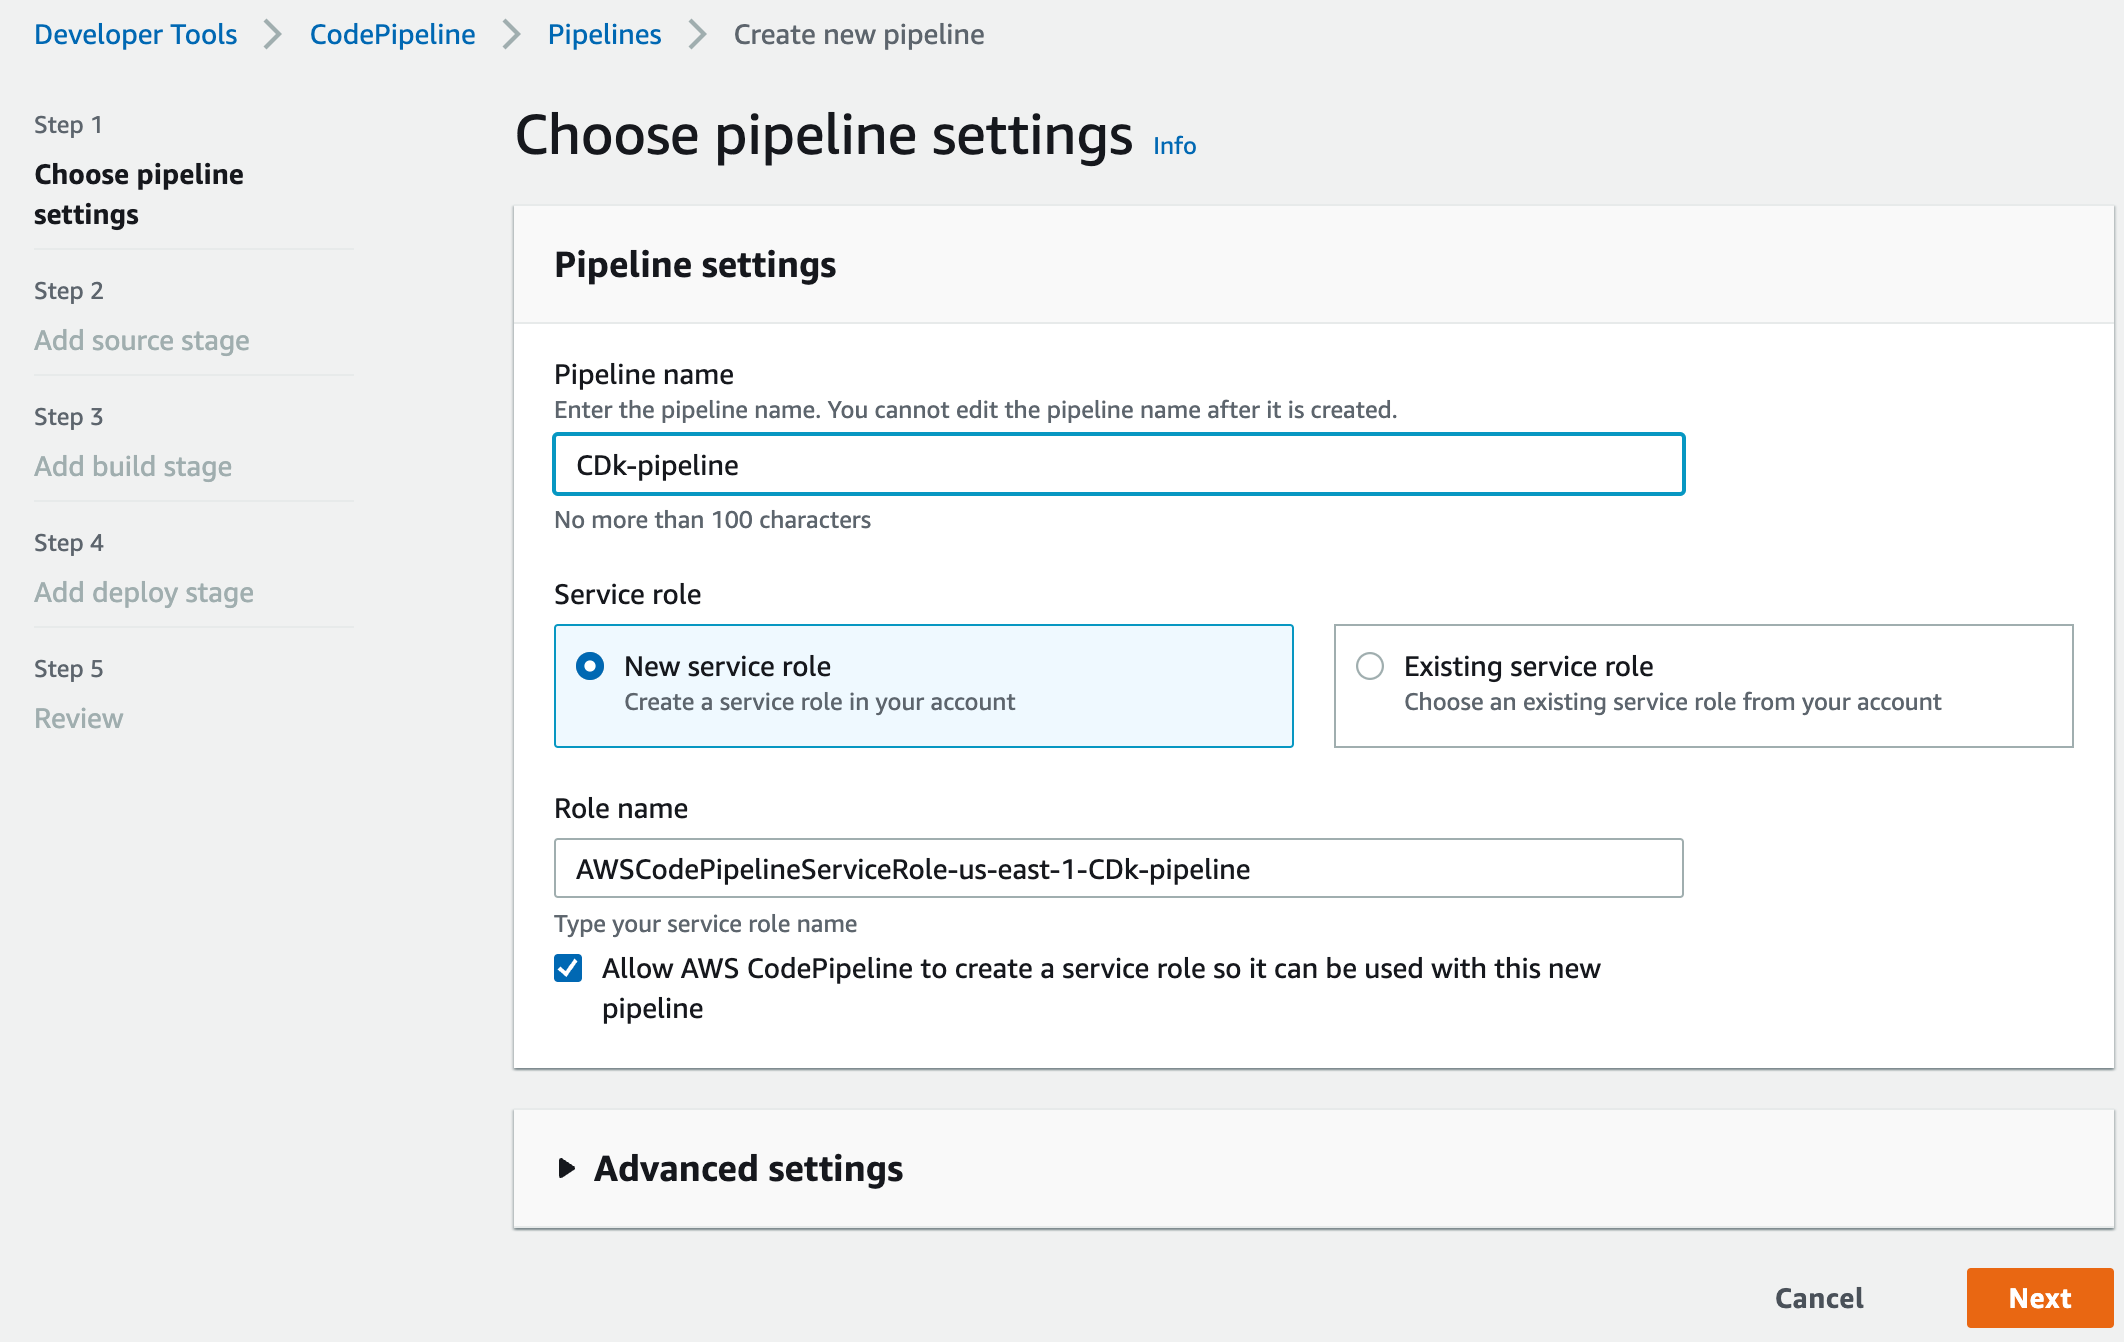 Developer Tools > CodePipeline > Pipelines > Create new pipeline
Step 1
Choose pipeline
settings
Step 2
Add source stage
Step 3
Add build stage
Step 4
Add deploy stage
Step 5
Review
Choose pipeline settings Info
Pipeline settings
Pipeline name
Enter the pipeline name. You cannot edit the pipeline name after it is created.
CDk-pipeline
No more than 100 characters
Service role
New service role
Create a service role in your account
Existing service role
Choose an existing service role from your account
Role name
AWSCodePipelineServiceRole-us-east-1-CDk-pipeline
Type your service role name
Allow AWS CodePipeline to create a service role so it can be used with this new
pipeline
Advanced settings
Cancel
Next